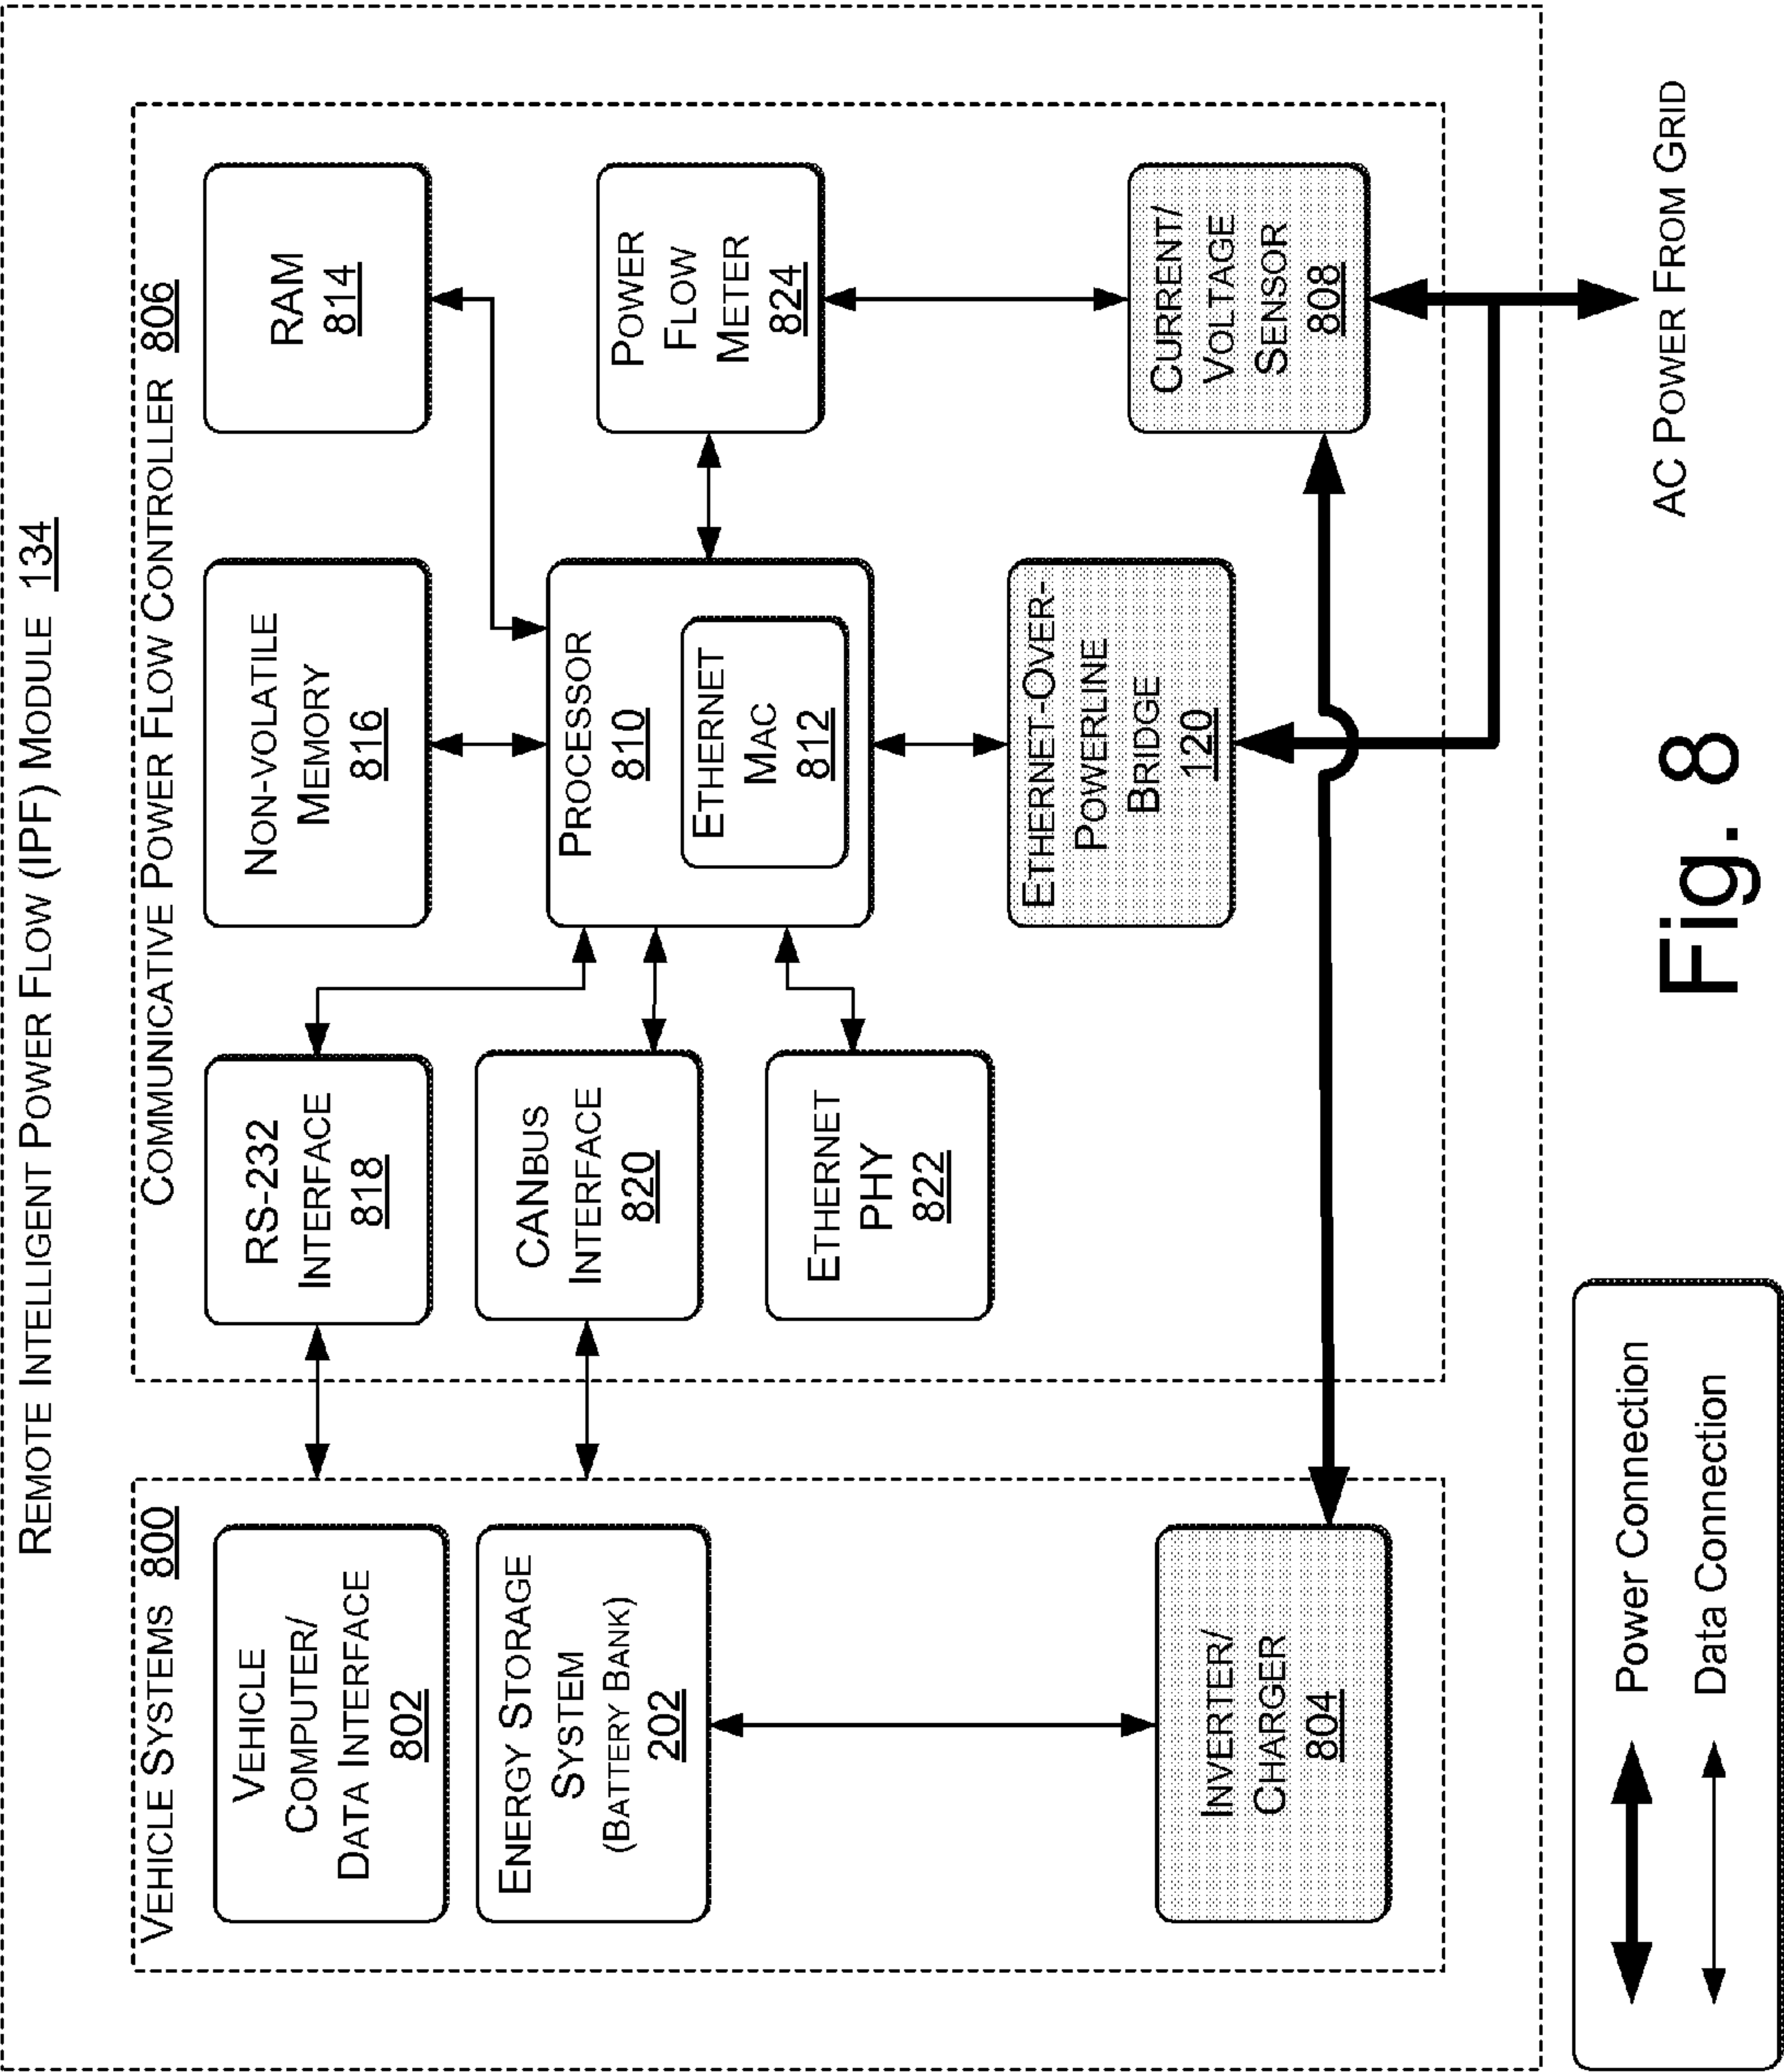 REMOTE INTELLIGENT POWER FLOW (IPF) MODULE 134
VEHICLE SYSTEMS 800
VEHICLE
COMPUTER/
DATA INTERFACE
802
ENERGY STORAGE
SYSTEM
(BATTERY BANK)
202
INVERTER/
CHARGER
804
COMMUNICATIVE POWER FLOW CONTROLLER 806
RS-232
INTERFACE
818
CANBUS
INTERFACE
820
ETHERNET
PHY
822
NON-VOLATILE
MEMORY
816
PROCESSOR
810
ETHERNET
MAC
812
ETHERNET-OVER-
POWERLINE
BRIDGE
120
RAM
814
POWER
FLOW
METER
824
CURRENT/
VOLTAGE
SENSOR
808
AC POWER FROM GRID
Power Connection
Data Connection
Fig. 8